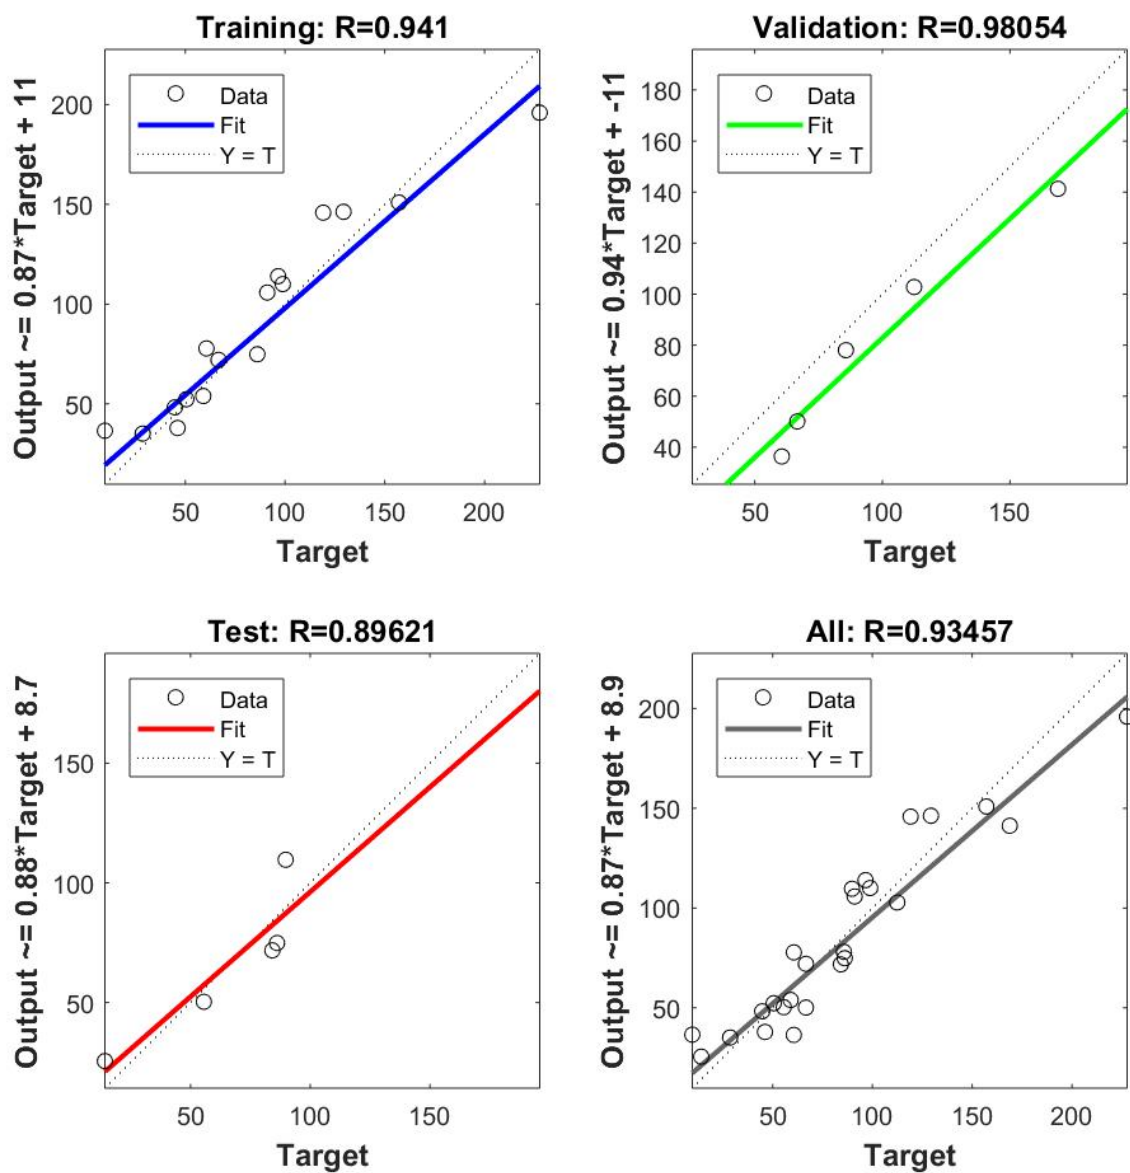 Training: R=0.941
Output ~= 0.87*Target + 11
Data
Fit
Y = T
200
150
100
50
50 100 150 200
Target
Validation: R=0.98054
Output ~= 0.94*Target + -11
Data
Fit
Y = T
180
160
140
120
100
80
60
40
50 100 150
Target
Test: R=0.89621
Output ~= 0.88*Target + 8.7
Data
Fit
Y = T
150
100
50
50 100 150
Target
All: R=0.93457
Output ~= 0.87*Target + 8.9
Data
Fit
Y = T
200
150
100
50
50 100 150 200
Target